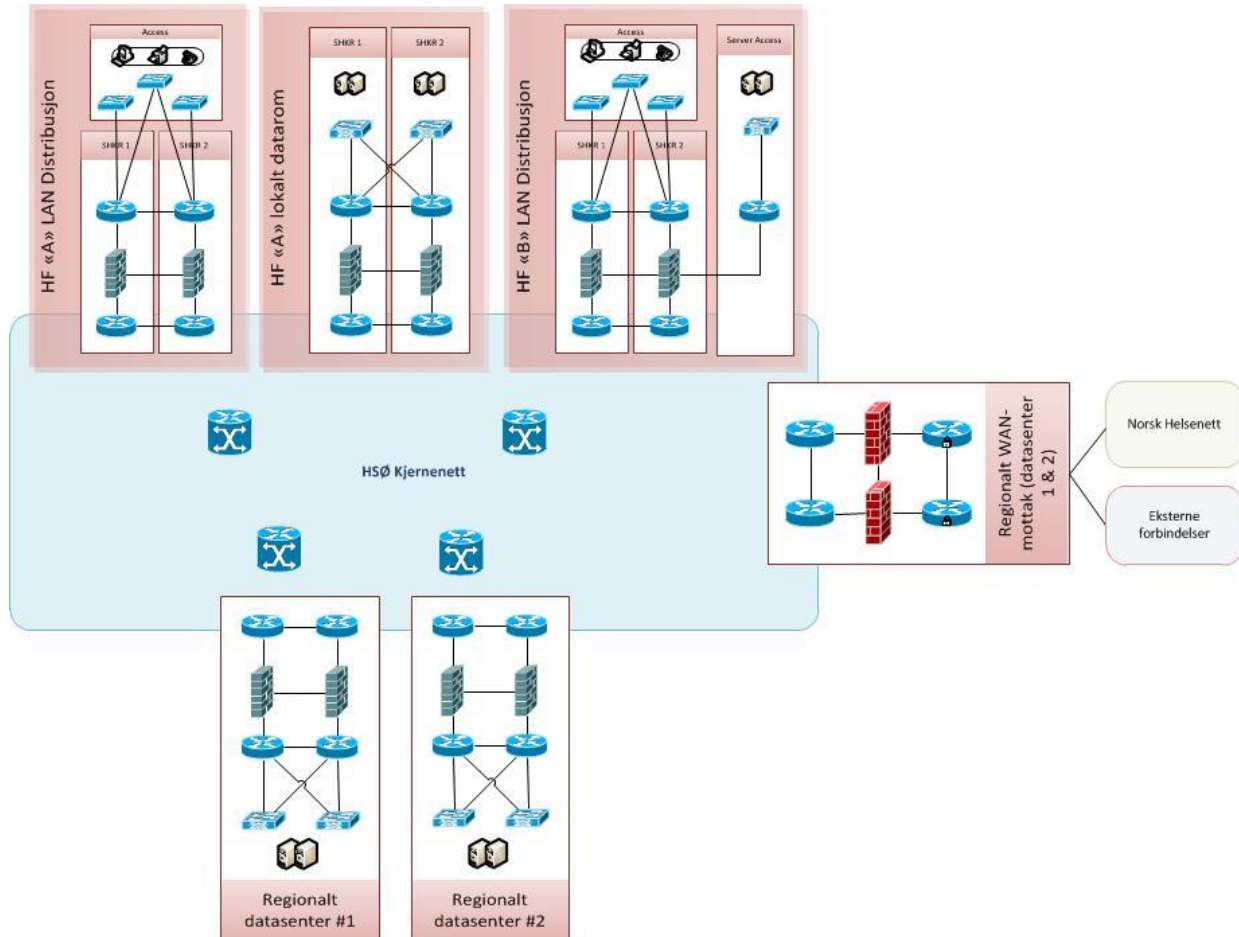 HF «A» LAN Distribusjon
Access
SHKR 1
SHKR 2
HF «A» lokalt datarom
SHKR 1
SHKR 2
HF «B» LAN Distribusjon
Access
SHKR 1
SHKR 2
Server Access
HSØ Kjernenett
Regionalt WAN-
mottak (datasenter
1 & 2)
Norsk Helsenett
Eksterne
forbindelser
Regionalt
datasenter #1
Regionalt
datasenter #2